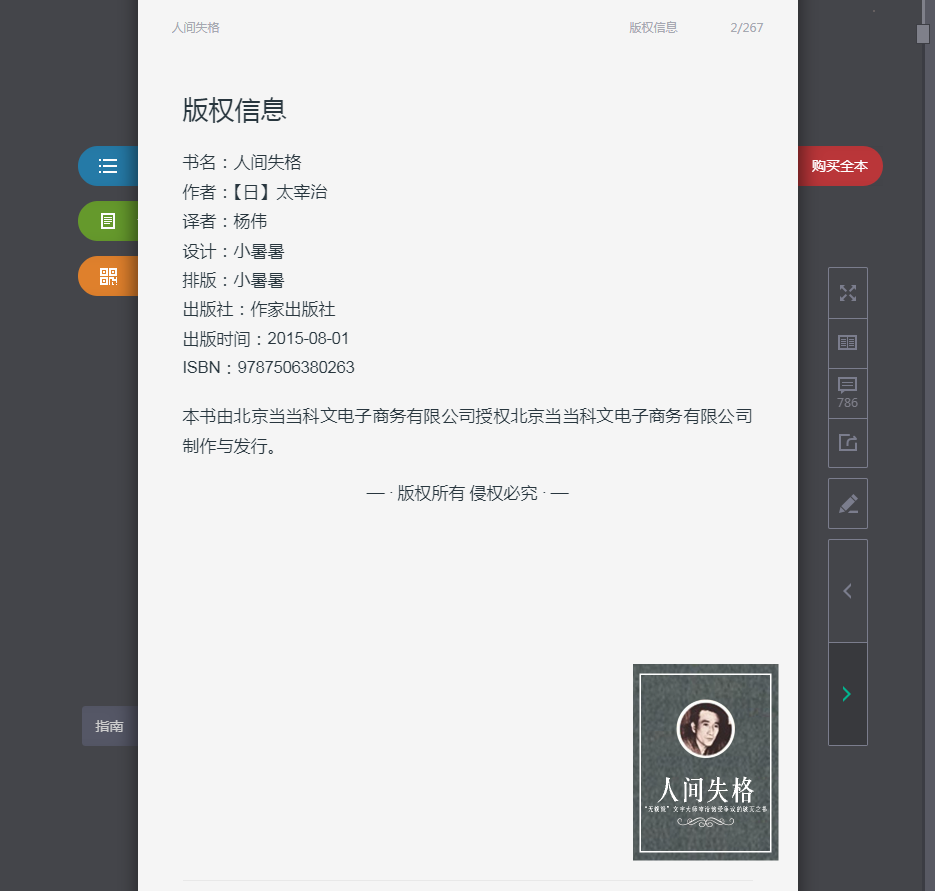 人间失格
版权信息
2/267
版权信息
书名：人间失格
作者：【日】太宰治
译者：杨伟
设计：小暑暑
排版：小暑暑
出版社：作家出版社
出版时间：2015-08-01
ISBN：9787506380263
本书由北京当当科文电子商务有限公司授权北京当当科文电子商务有限公司
制作与发行。
— · 版权所有 侵权必究 · —
购买全本
786
指南
人间失格